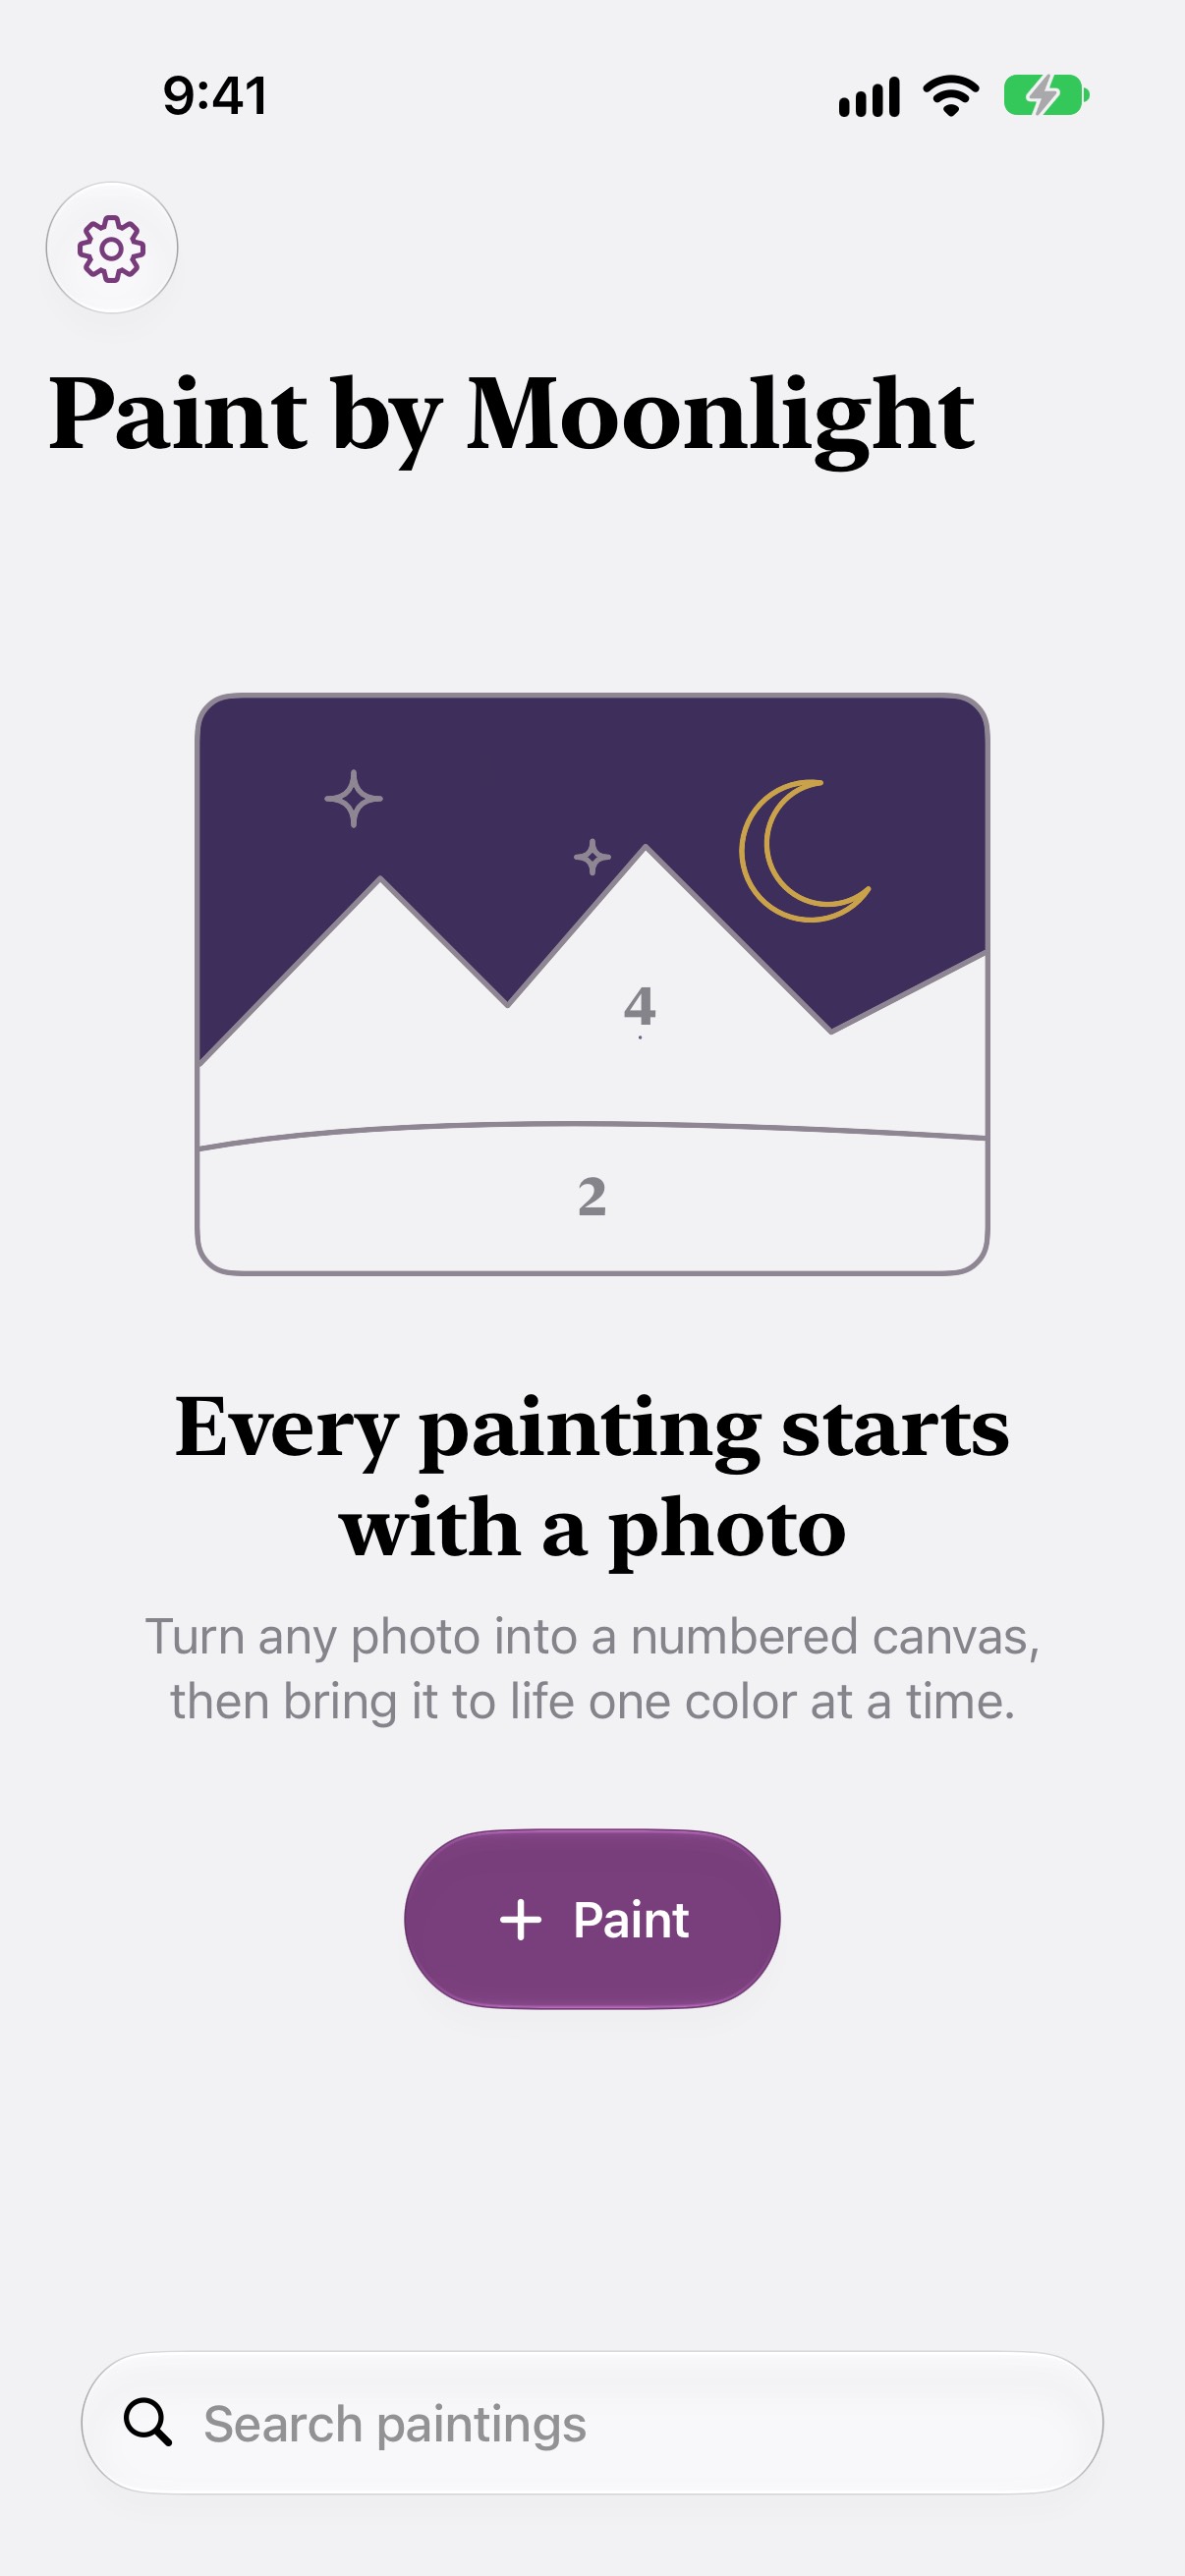 9:41
Paint by Moonlight
4
2
Every painting starts
with a photo
Turn any photo into a numbered canvas,
then bring it to life one color at a time.
+ Paint
Search paintings